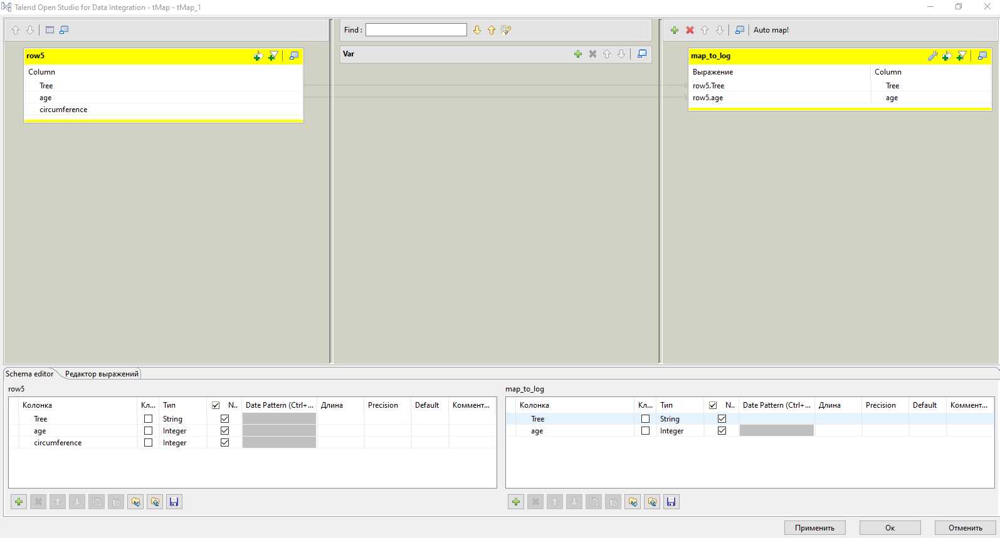 Talend Open Studio for Data Integration - tMap - tMap_1
Find :
Auto map!
row5
Var
map_to_log
Column
Выражение Column
Tree
row5.Tree Tree
age
row5.age age
circumference
Schema editor Редактор выражений
row5
Колонка Кл... Тип N.. Date Pattern (Ctrl+... Длина Precision Default Коммент...
Tree String
age Integer
circumference Integer
map_to_log
Колонка Кл... Тип N.. Date Pattern (Ctrl+... Длина Precision Default Коммент...
Tree String
age Integer
Применить Ок Отменить